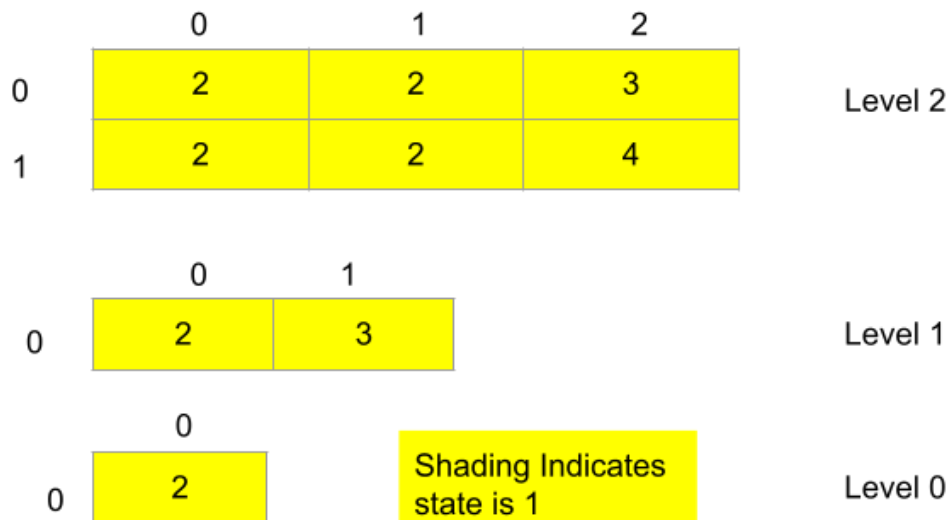 0 1 2
0 2 2 3 Level 2
1 2 2 4
0 1
0 2 3 Level 1
0
0 2 Level 0
Shading Indicates
state is 1